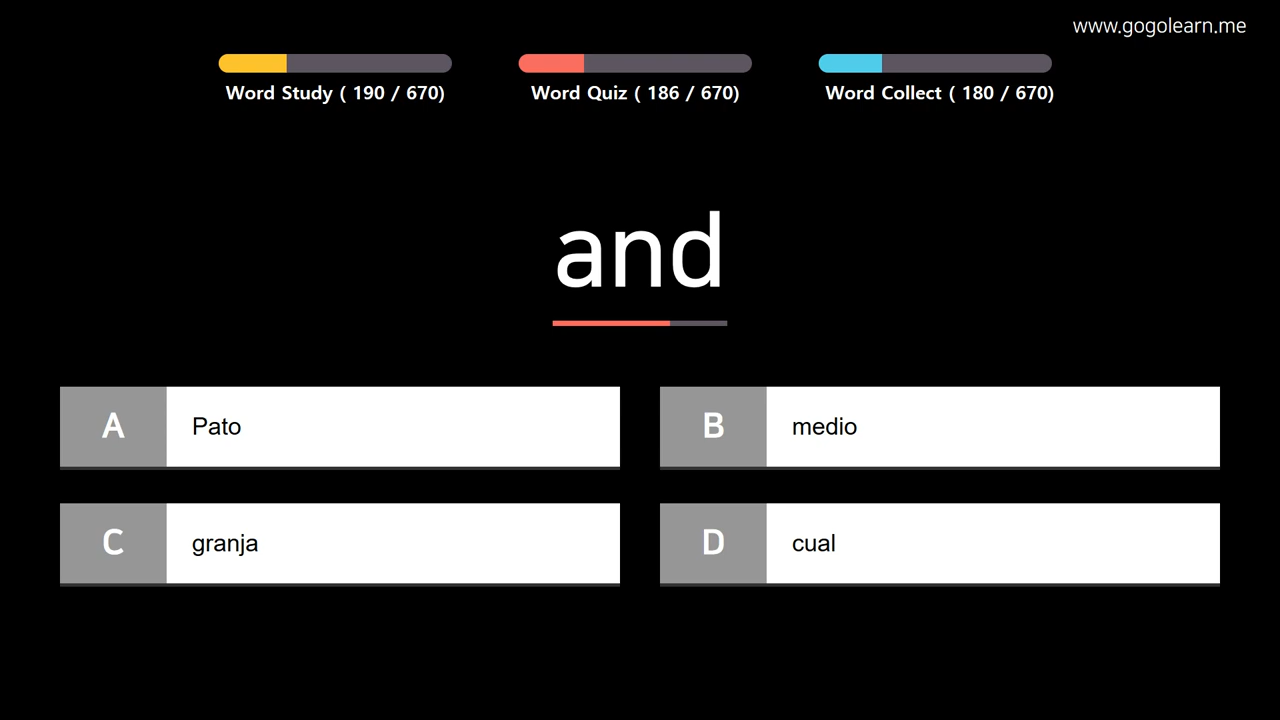 www.gogolearn.me
Word Study ( 190 / 670)
Word Quiz ( 186 / 670)
Word Collect ( 180 / 670)
and
A Pato
B medio
C granja
D cual